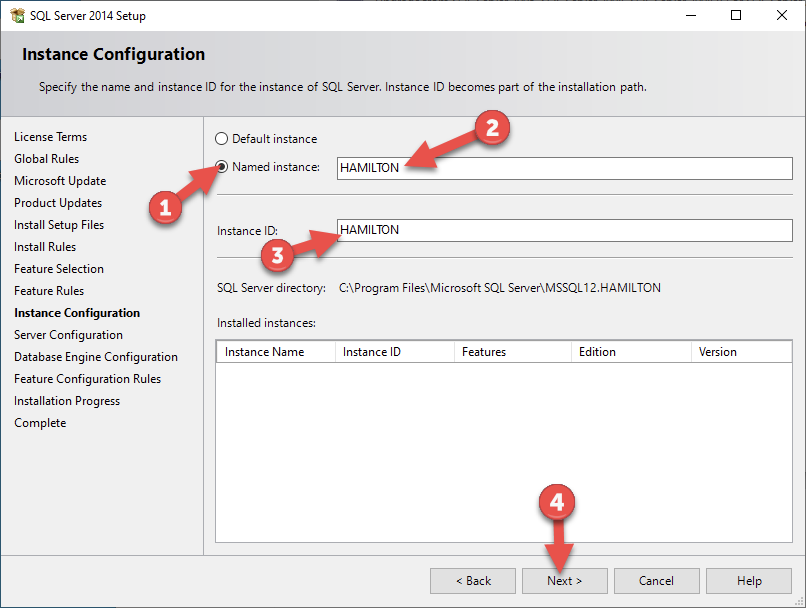 SQL Server 2014 Setup
Instance Configuration
Specify the name and instance ID for the instance of SQL Server. Instance ID becomes part of the installation path.
License Terms
Global Rules
Microsoft Update
Product Updates
Install Setup Files
Install Rules
Feature Selection
Feature Rules
Instance Configuration
Server Configuration
Database Engine Configuration
Feature Configuration Rules
Installation Progress
Complete
Default instance
Named instance: HAMILTON
1
2
Instance ID: HAMILTON
3
SQL Server directory: C:\Program Files\Microsoft SQL Server\MSSQL12.HAMILTON
Installed instances:
Instance Name Instance ID Features Edition Version
4
< Back Next > Cancel Help